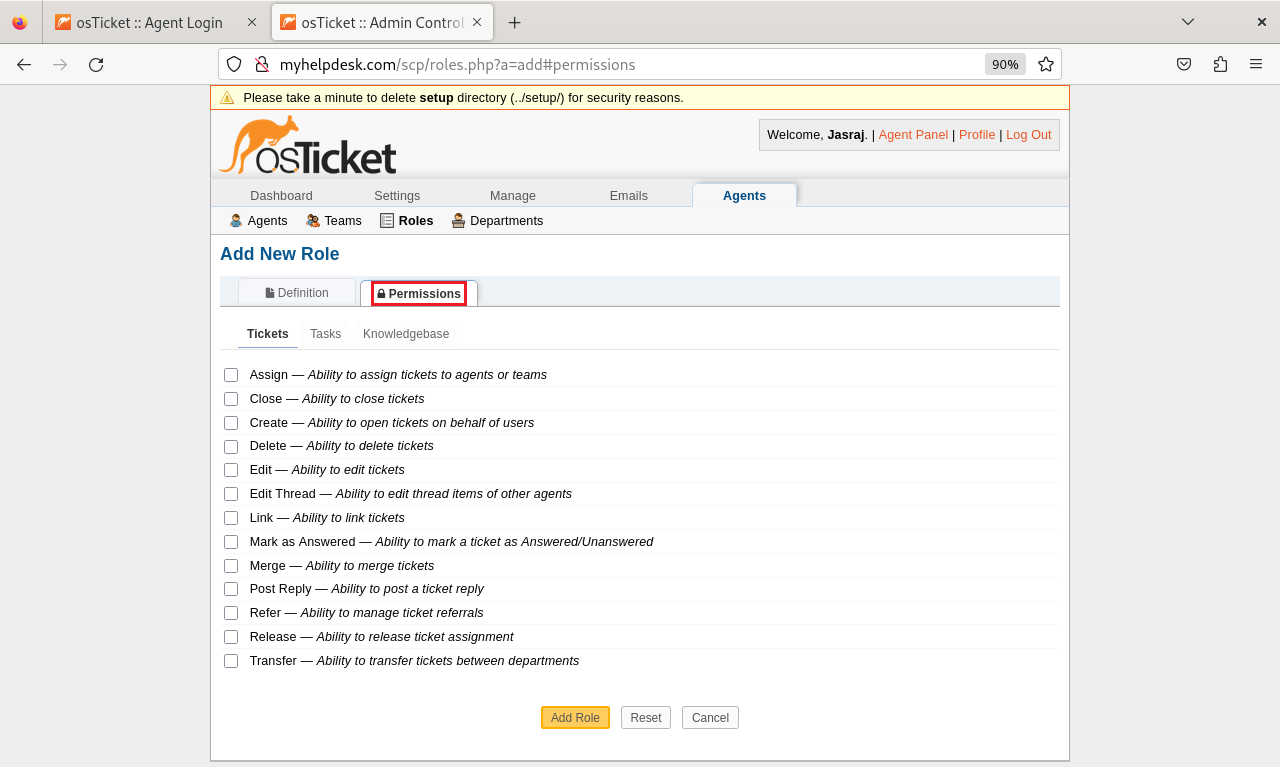 osTicket :: Agent Login
osTicket :: Admin Control
myhelpdesk.com/scp/roles.php?a=add#permissions
90%
Please take a minute to delete setup directory (../setup/) for security reasons.
osTicket
Welcome, Jasraj. | Agent Panel | Profile | Log Out
Dashboard Settings Manage Emails Agents
Agents Teams Roles Departments
Add New Role
Definition Permissions
Tickets Tasks Knowledgebase
Assign — Ability to assign tickets to agents or teams
Close — Ability to close tickets
Create — Ability to open tickets on behalf of users
Delete — Ability to delete tickets
Edit — Ability to edit tickets
Edit Thread — Ability to edit thread items of other agents
Link — Ability to link tickets
Mark as Answered — Ability to mark a ticket as Answered/Unanswered
Merge — Ability to merge tickets
Post Reply — Ability to post a ticket reply
Refer — Ability to manage ticket referrals
Release — Ability to release ticket assignment
Transfer — Ability to transfer tickets between departments
Add Role Reset Cancel